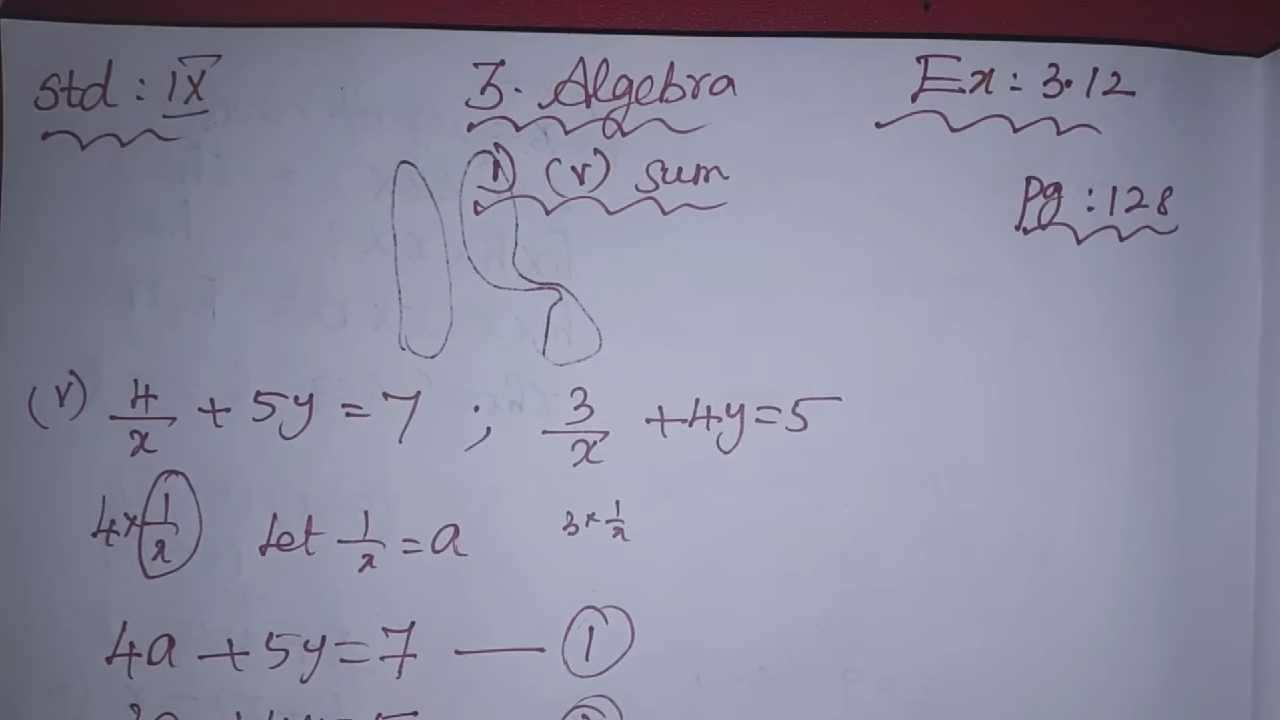 Std : IX 3. Algebra Ex : 3.12
1) (v) sum
Pg : 128
(v) 4/x + 5y = 7 ; 3/x + 4y = 5
4 × 1/x let 1/x = a 3 × 1/x
4a + 5y = 7 — ①